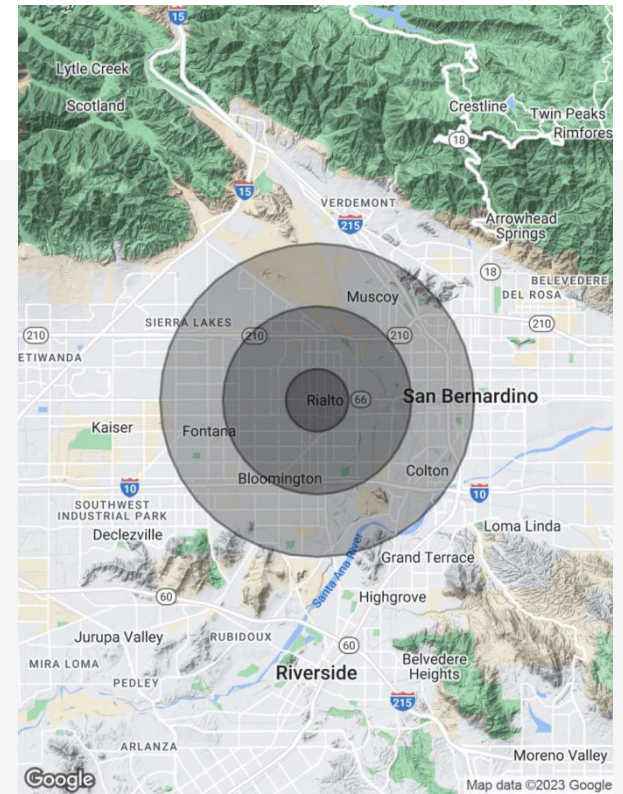 15
Lytle Creek
Scotland
Crestline
Twin Peaks
Rimfores
18
15
VERDEMONT
215
Arrowhead
Springs
18
BELEVEDERE
DEL ROSA
Muscoy
SIERRA LAKES
210
210
210
210
ETIWANDA
Rialto
66
San Bernardino
Kaiser
Fontana
Bloomington
Colton
10
10
SOUTHWEST
INDUSTRIAL PARK
Declezville
Loma Linda
Grand Terrace
Santa Ana River
60
Highgrove
Jurupa Valley
RUBIDOUX
60
MIRA LOMA
PEDLEY
Riverside
Belvedere
Heights
215
ARLANZA
Moreno Valley
Google
Map data ©2023 Google